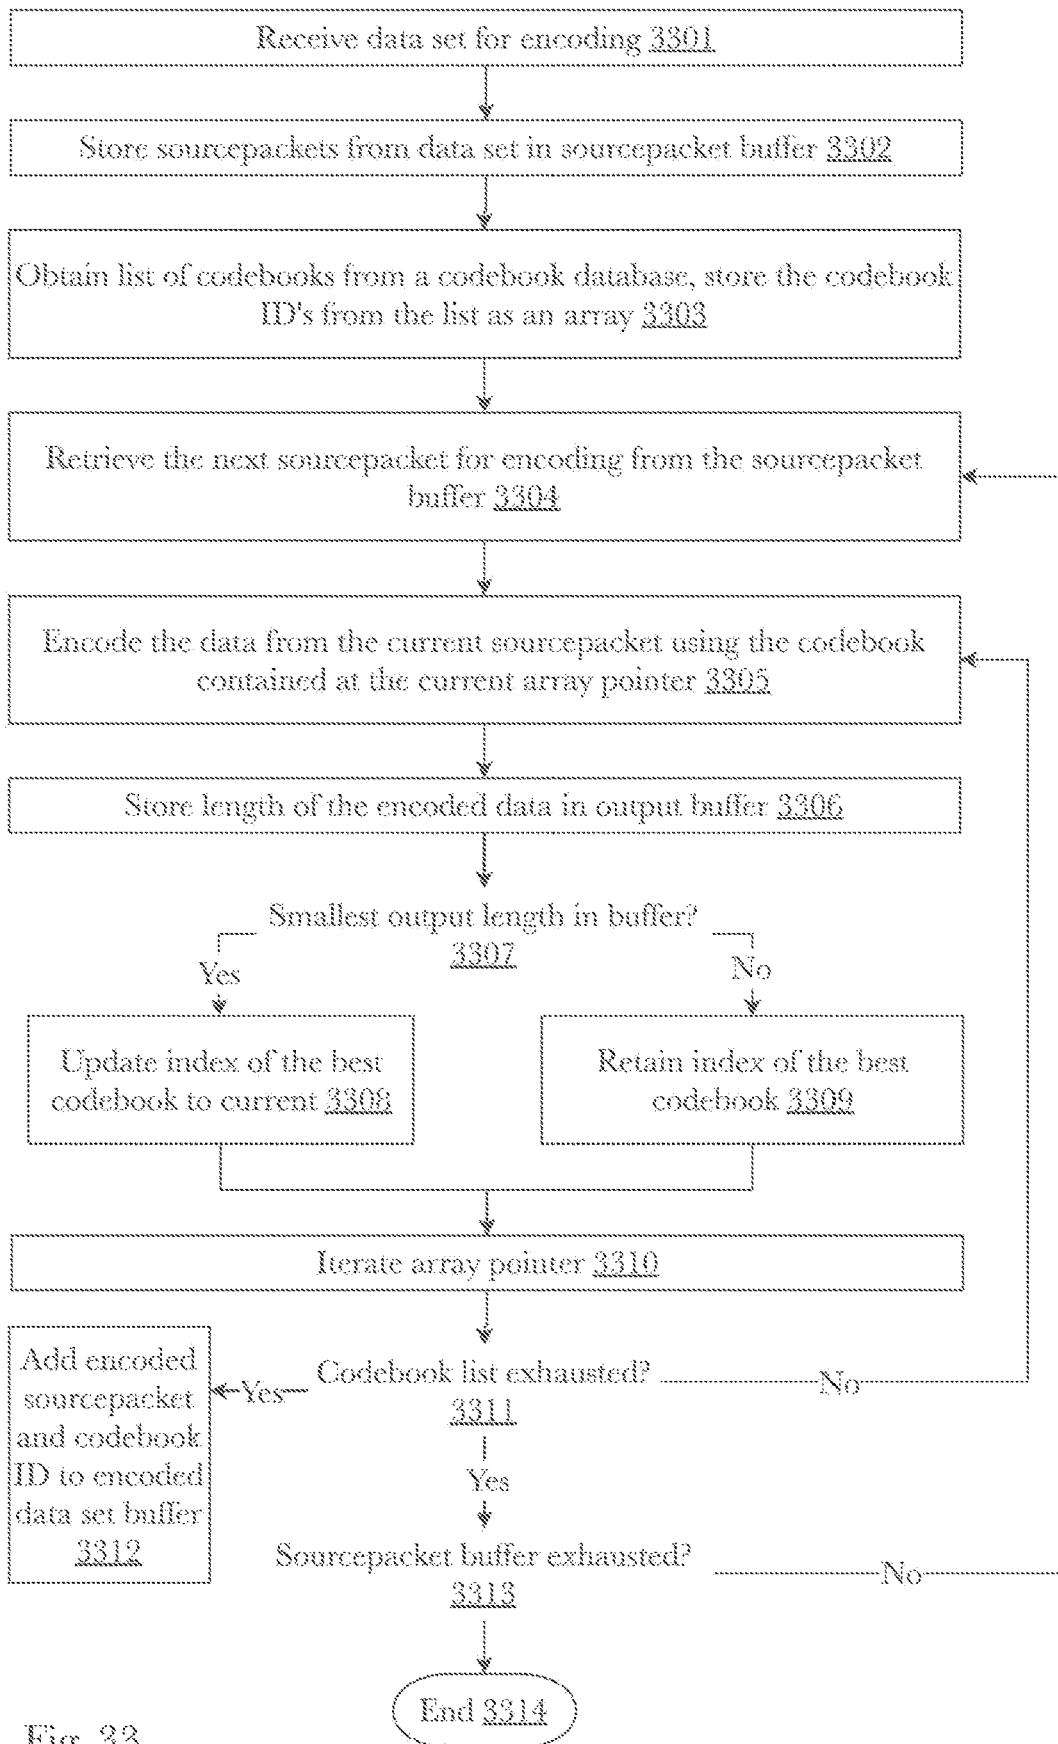 Receive data set for encoding 3301
Store sourcepackets from data set in sourcepacket buffer 3302
Obtain list of codebooks from a codebook database, store the codebook
ID's from the list as an array 3303
Retrieve the next sourcepacket for encoding from the sourcepacket
buffer 3304
Encode the data from the current sourcepacket using the codebook
contained at the current array pointer 3305
Store length of the encoded data in output buffer 3306
Smallest output length in buffer?
3307
Yes
No
Update index of the best
codebook to current 3308
Retain index of the best
codebook 3309
Iterate array pointer 3310
Codebook list exhausted?
3311
Yes
No
Add encoded
sourcepacket
and codebook
ID to encoded
data set buffer
3312
Yes
Sourcepacket buffer exhausted?
3313
No
End 3314
Fig. 33